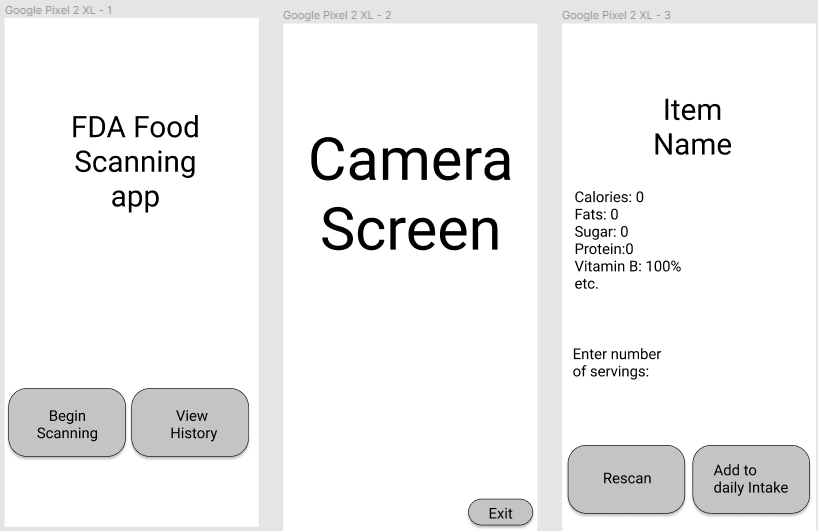 Google Pixel 2 XL - 1
FDA Food
Scanning
app
Begin
Scanning
View
History
Google Pixel 2 XL - 2
Camera
Screen
Exit
Google Pixel 2 XL - 3
Item
Name
Calories: 0
Fats: 0
Sugar: 0
Protein:0
Vitamin B: 100%
etc.
Enter number
of servings:
Rescan
Add to
daily Intake